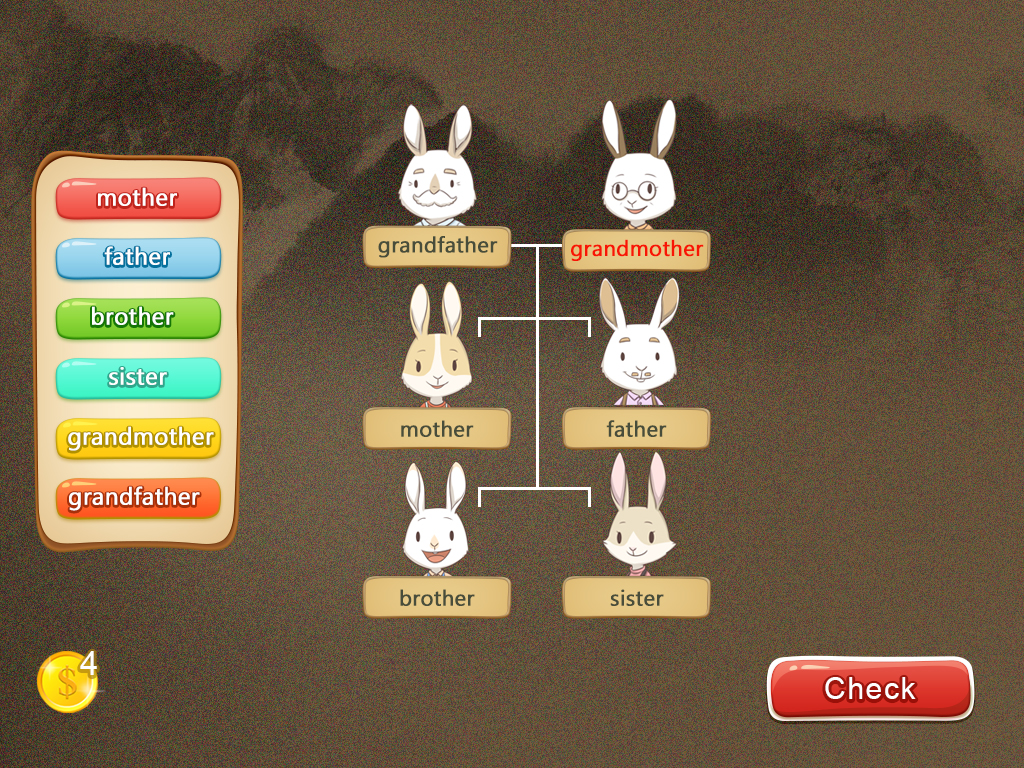 mother
father
brother
sister
grandmother
grandfather
grandfather
grandmother
mother
father
brother
sister
$
4
Check